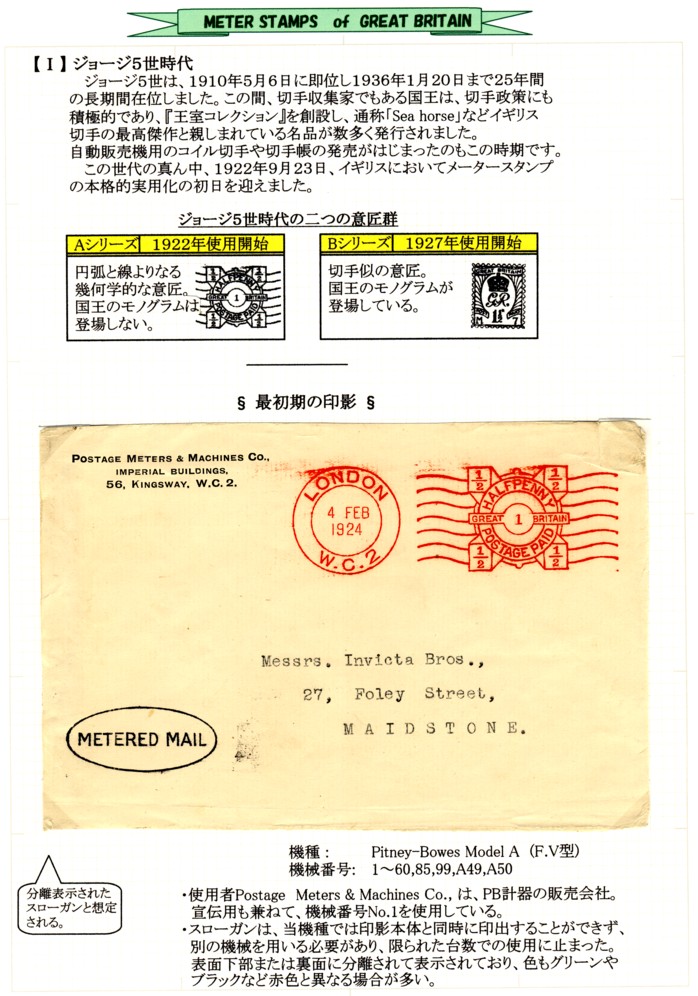 METER STAMPS of GREAT BRITAIN
【Ⅰ】ジョージ5世時代
ジョージ5世は、1910年5月6日に即位し1936年1月20日まで25年間
の長期間在位しました。この間、切手収集家でもある国王は、切手政策にも
積極的であり、『王室コレクション』を創設し、通称「Sea horse」などイギリス
切手の最高傑作と親しまれている名品が数多く発行されました。
自動販売機用のコイル切手や切手帳の発売がはじまったのもこの時期です。
この世代の真ん中、1922年9月23日、イギリスにおいてメータースタンプ
の本格的実用化の初日を迎えました。
ジョージ5世時代の二つの意匠群
Aシリーズ 1922年使用開始
円弧と線よりなる
幾何学的な意匠。
国王のモノグラムは
登場しない。
1/2 1/2
HALFPENNY
GREAT 1 BRITAIN
POSTAGE PAID
1/2 1/2
Bシリーズ 1927年使用開始
切手似の意匠。
国王のモノグラムが
登場している。
GREAT BRITAIN
M 7
§ 最初期の印影 §
POSTAGE METERS & MACHINES CO.,
IMPERIAL BUILDINGS,
56, KINGSWAY, W.C. 2.
LONDON
4 FEB
1924
W.C.2
1/2 1/2
HALFPENNY
GREAT 1 BRITAIN
POSTAGE PAID
1/2 1/2
Messrs. Invicta Bros.,
27, Foley Street,
MAIDSTONE.
METERED MAIL
機種： Pitney-Bowes Model A (F.V型)
機械番号: 1～60,85,99,A49,A50
分離表示された
スローガンと想定
される。
・使用者Postage Meters & Machines Co., は、PB計器の販売会社。
宣伝用も兼ねて、機械番号No.1を使用している。
・スローガンは、当機種では印影本体と同時に印出することができず、
別の機械を用いる必要があり、限られた台数での使用に止まった。
表面下部または裏面に分離されて表示されており、色もグリーンや
ブラックなど赤色と異なる場合が多い。